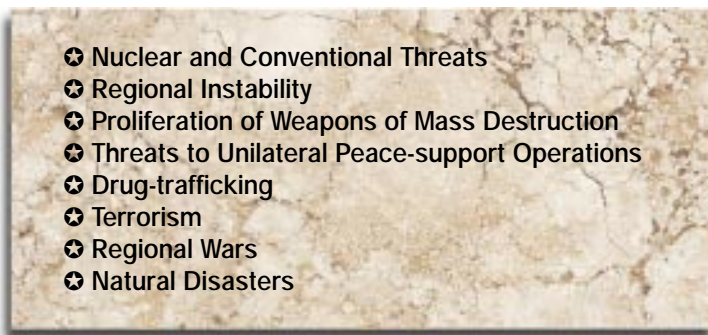 ✪ Nuclear and Conventional Threats
✪ Regional Instability
✪ Proliferation of Weapons of Mass Destruction
✪ Threats to Unilateral Peace-support Operations
✪ Drug-trafficking
✪ Terrorism
✪ Regional Wars
✪ Natural Disasters